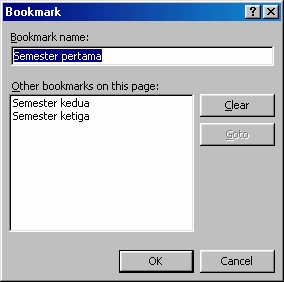 Bookmark
Bookmark name:
Semester pertama
Other bookmarks on this page:
Semester kedua
Semester ketiga
Clear
Goto
OK
Cancel